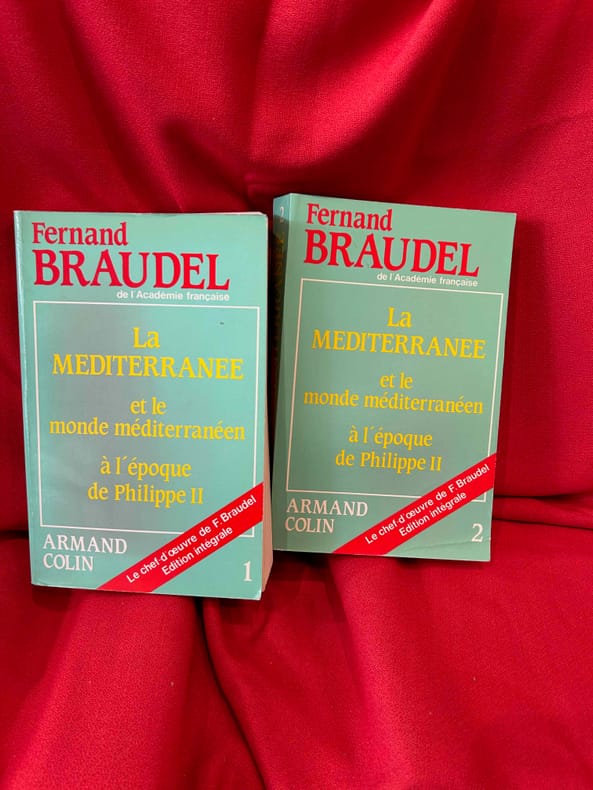 Fernand
BRAUDEL
de l'Académie française
La
MEDITERRANEE
et le
monde méditerranéen
à l'époque
de Philippe II
ARMAND
COLIN
Le chef-d'œuvre de F. Braudel
Edition intégrale
1
Fernand
BRAUDEL
de l'Académie française
La
MEDITERRANEE
et le
monde méditerranéen
à l'époque
de Philippe II
ARMAND
COLIN
Le chef-d'œuvre de F. Braudel
Edition intégrale
2